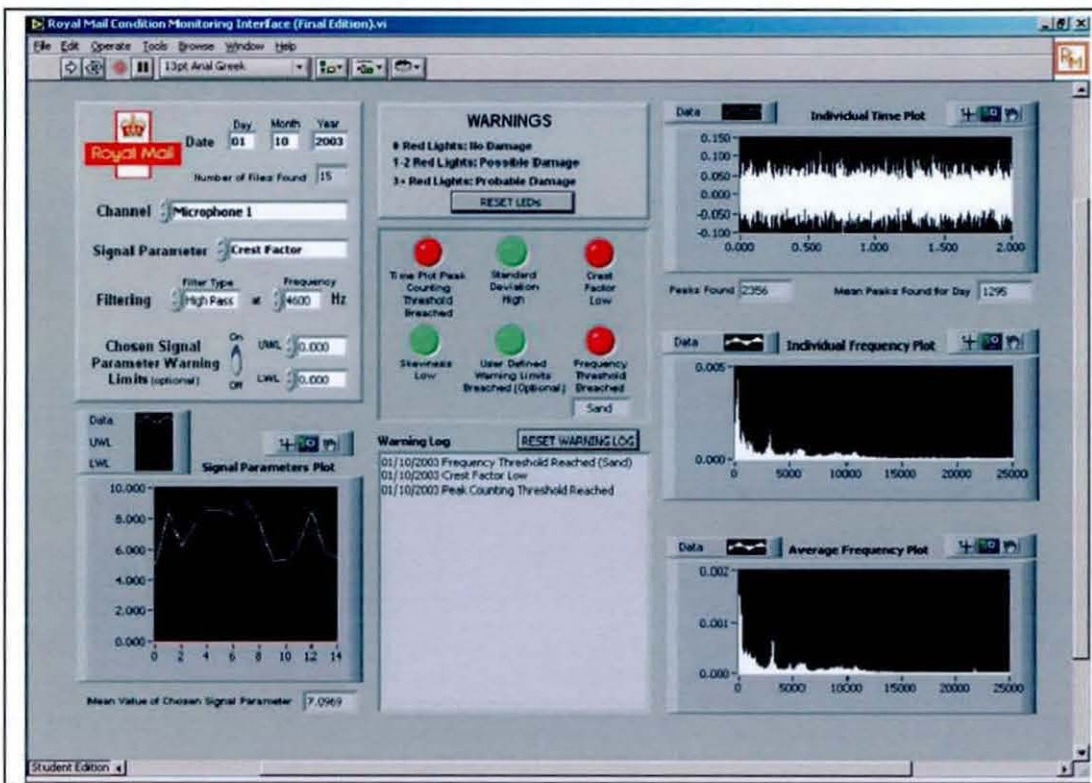 Royal Mail Condition Monitoring Interface (Final Edition).vi
File Edit Operate Tools Browse Window Help
13pt Arial Greek
RM
Royal Mail
Day Month Year
Date 01 10 2003
Number of Files Found 15
Channel Microphone 1
Signal Parameter Crest Factor
Filter Type Frequency
Filtering High Pass at 4600 Hz
Chosen Signal
Parameter Warning
Limits (optional)
On
Off
UWL 0.000
LWL 0.000
Data
UWL
LWL
Signal Parameters Plot
10.000
8.000
6.000
4.000
2.000
0.000
0 2 4 6 8 10 12 14
Mean Value of Chosen Signal Parameter 7.0969
WARNINGS
0 Red Lights: No Damage
1-2 Red Lights: Possible Damage
3+ Red Lights: Probable Damage
RESET LEDs
Time Plot Peak
Counting
Threshold
Breached
Standard
Deviation
High
Crest
Factor
Low
Skewness
Low
User Defined
Warning Limits
Breached (Optional)
Frequency
Threshold
Breached
Sand
Warning Log RESET WARNING LOG
01/10/2003 Frequency Threshold Reached (Sand)
01/10/2003 Crest Factor Low
01/10/2003 Peak Counting Threshold Reached
Data Individual Time Plot
0.150
0.100
0.050
0.000
-0.050
-0.100
0.000 0.500 1.000 1.500 2.000
Peaks Found 2356 Mean Peaks Found for Day 1295
Data Individual Frequency Plot
0.005
0.000
0 5000 10000 15000 20000 25000
Data Average Frequency Plot
0.002
0.001
0.000
0 5000 10000 15000 20000 25000
Student Edition